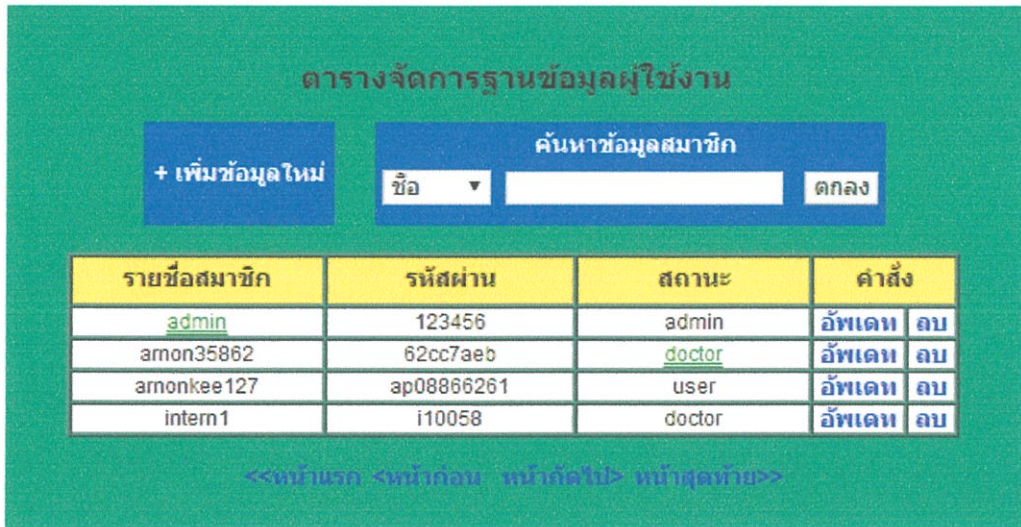 ตารางจัดการฐานข้อมูลผู้ใช้งาน
+ เพิ่มข้อมูลใหม่
ค้นหาข้อมูลสมาชิก
ชื่อ ▼ ตกลง
รายชื่อสมาชิก รหัสผ่าน สถานะ คำสั่ง
admin 123456 admin อัพเดท ลบ
arnon35862 62cc7aeb doctor อัพเดท ลบ
arnonkee127 ap08866261 user อัพเดท ลบ
intern1 i10058 doctor อัพเดท ลบ
<<หน้าแรก <หน้าก่อน หน้าถัดไป> หน้าสุดท้าย>>